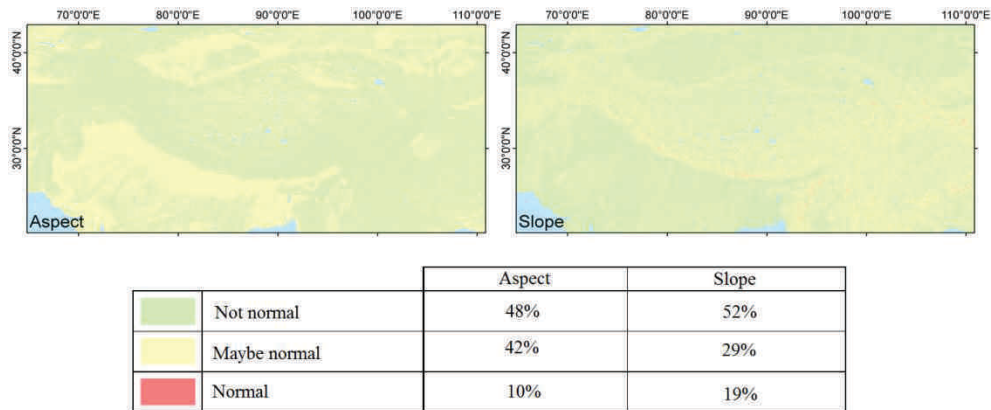 70°0'0"E 80°0'0"E 90°0'0"E 100°0'0"E 110°0'0"E 70°0'0"E 80°0'0"E 90°0'0"E 100°0'0"E 110°0'0"E
40°0'0"N 40°0'0"N
30°0'0"N 30°0'0"N
Aspect Slope
Aspect Slope
Not normal 48% 52%
Maybe normal 42% 29%
Normal 10% 19%